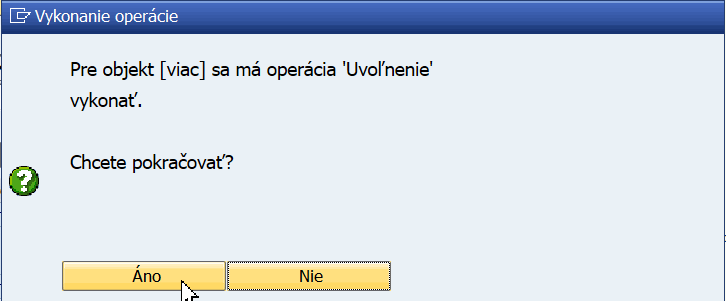 Vykonanie operácie
Pre objekt [viac] sa má operácia 'Uvoľnenie'
vykonať.
Chcete pokračovať?
Áno
Nie